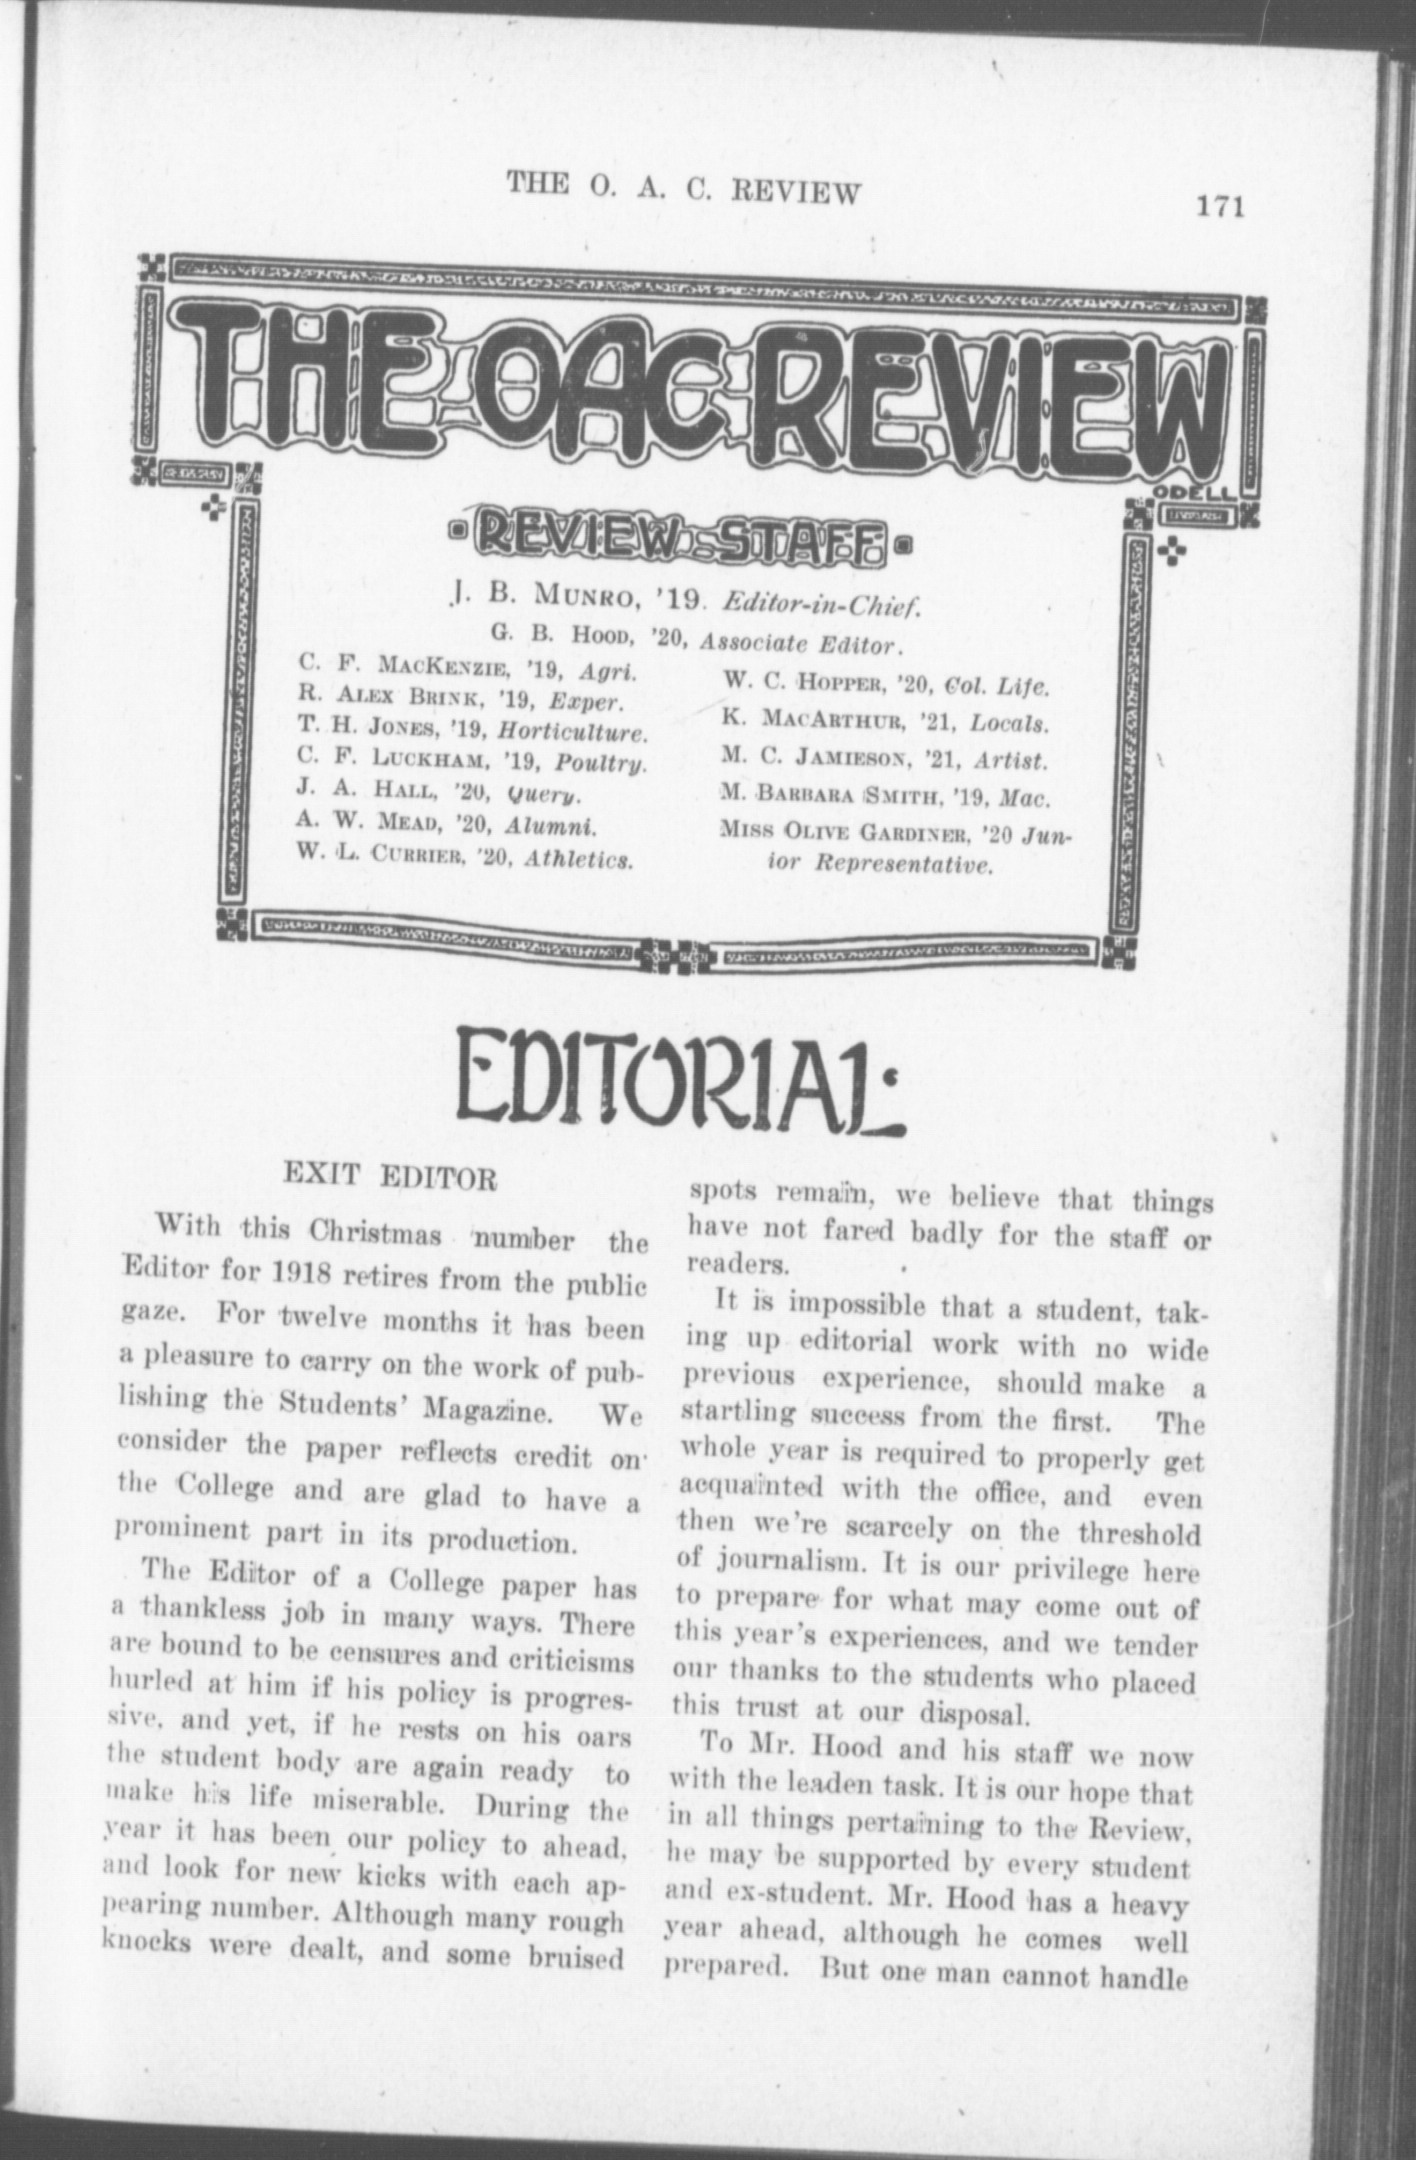 THE O. A. C. REVIEW
171
THE OAC REVIEW
ODELL
REVIEW STAFF
J. B. MUNRO, '19. Editor-in-Chief.
G. B. HOOD, '20, Associate Editor.
C. F. MACKENZIE, '19, Agri.
R. ALEX BRINK, '19, Exper.
T. H. JONES, '19, Horticulture.
C. F. LUCKHAM, '19, Poultry.
J. A. HALL, '20, Query.
A. W. MEAD, '20, Alumni.
W. L. CURRIER, '20, Athletics.
W. C. HOPPER, '20, Col. Life.
K. MACARTHUR, '21, Locals.
M. C. JAMIESON, '21, Artist.
M. BARBARA SMITH, '19, Mac.
MISS OLIVE GARDINER, '20 Jun-
ior Representative.
EDITORIAL
EXIT EDITOR
With this Christmas number the
Editor for 1918 retires from the public
gaze. For twelve months it has been
a pleasure to carry on the work of pub-
lishing the Students' Magazine. We
consider the paper reflects credit on
the College and are glad to have a
prominent part in its production.
The Editor of a College paper has
a thankless job in many ways. There
are bound to be censures and criticisms
hurled at him if his policy is progres-
sive, and yet, if he rests on his oars
the student body are again ready to
make his life miserable. During the
year it has been our policy to ahead,
and look for new kicks with each ap-
pearing number. Although many rough
knocks were dealt, and some bruised
spots remain, we believe that things
have not fared badly for the staff or
readers.
It is impossible that a student, tak-
ing up editorial work with no wide
previous experience, should make a
startling success from the first. The
whole year is required to properly get
acquainted with the office, and even
then we're scarcely on the threshold
of journalism. It is our privilege here
to prepare for what may come out of
this year's experiences, and we tender
our thanks to the students who placed
this trust at our disposal.
To Mr. Hood and his staff we now
with the leaden task. It is our hope that
in all things pertaining to the Review,
he may be supported by every student
and ex-student. Mr. Hood has a heavy
year ahead, although he comes well
prepared. But one man cannot handle